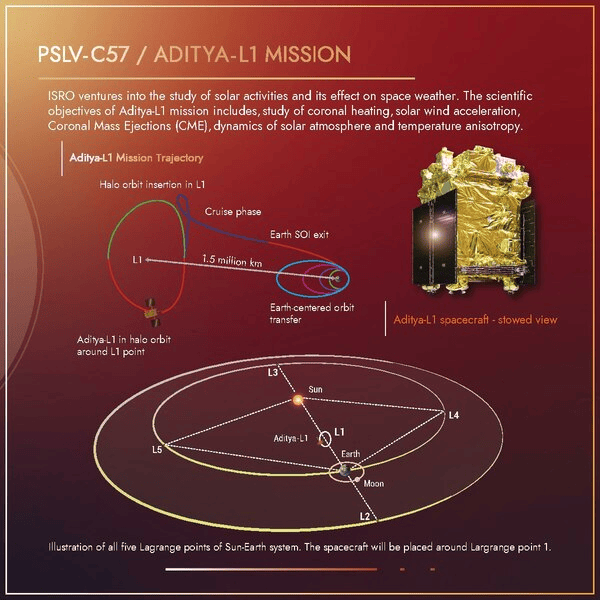 PSLV-C57 / ADITYA-L1 MISSION
ISRO ventures into the study of solar activities and its effect on space weather. The scientific
objectives of Aditya-L1 mission includes, study of coronal heating, solar wind acceleration,
Coronal Mass Ejections (CME), dynamics of solar atmosphere and temperature anisotropy.
Aditya-L1 Mission Trajectory
Halo orbit insertion in L1
Cruise phase
Earth SOI exit
L1
1.5 million km
Earth-centered orbit
transfer
Aditya-L1 in halo orbit
around L1 point
Aditya-L1 spacecraft - stowed view
L3
Sun
L4
L1
Aditya-L1
L5
Earth
Moon
L2
Illustration of all five Lagrange points of Sun-Earth system. The spacecraft will be placed around Largrange point 1.